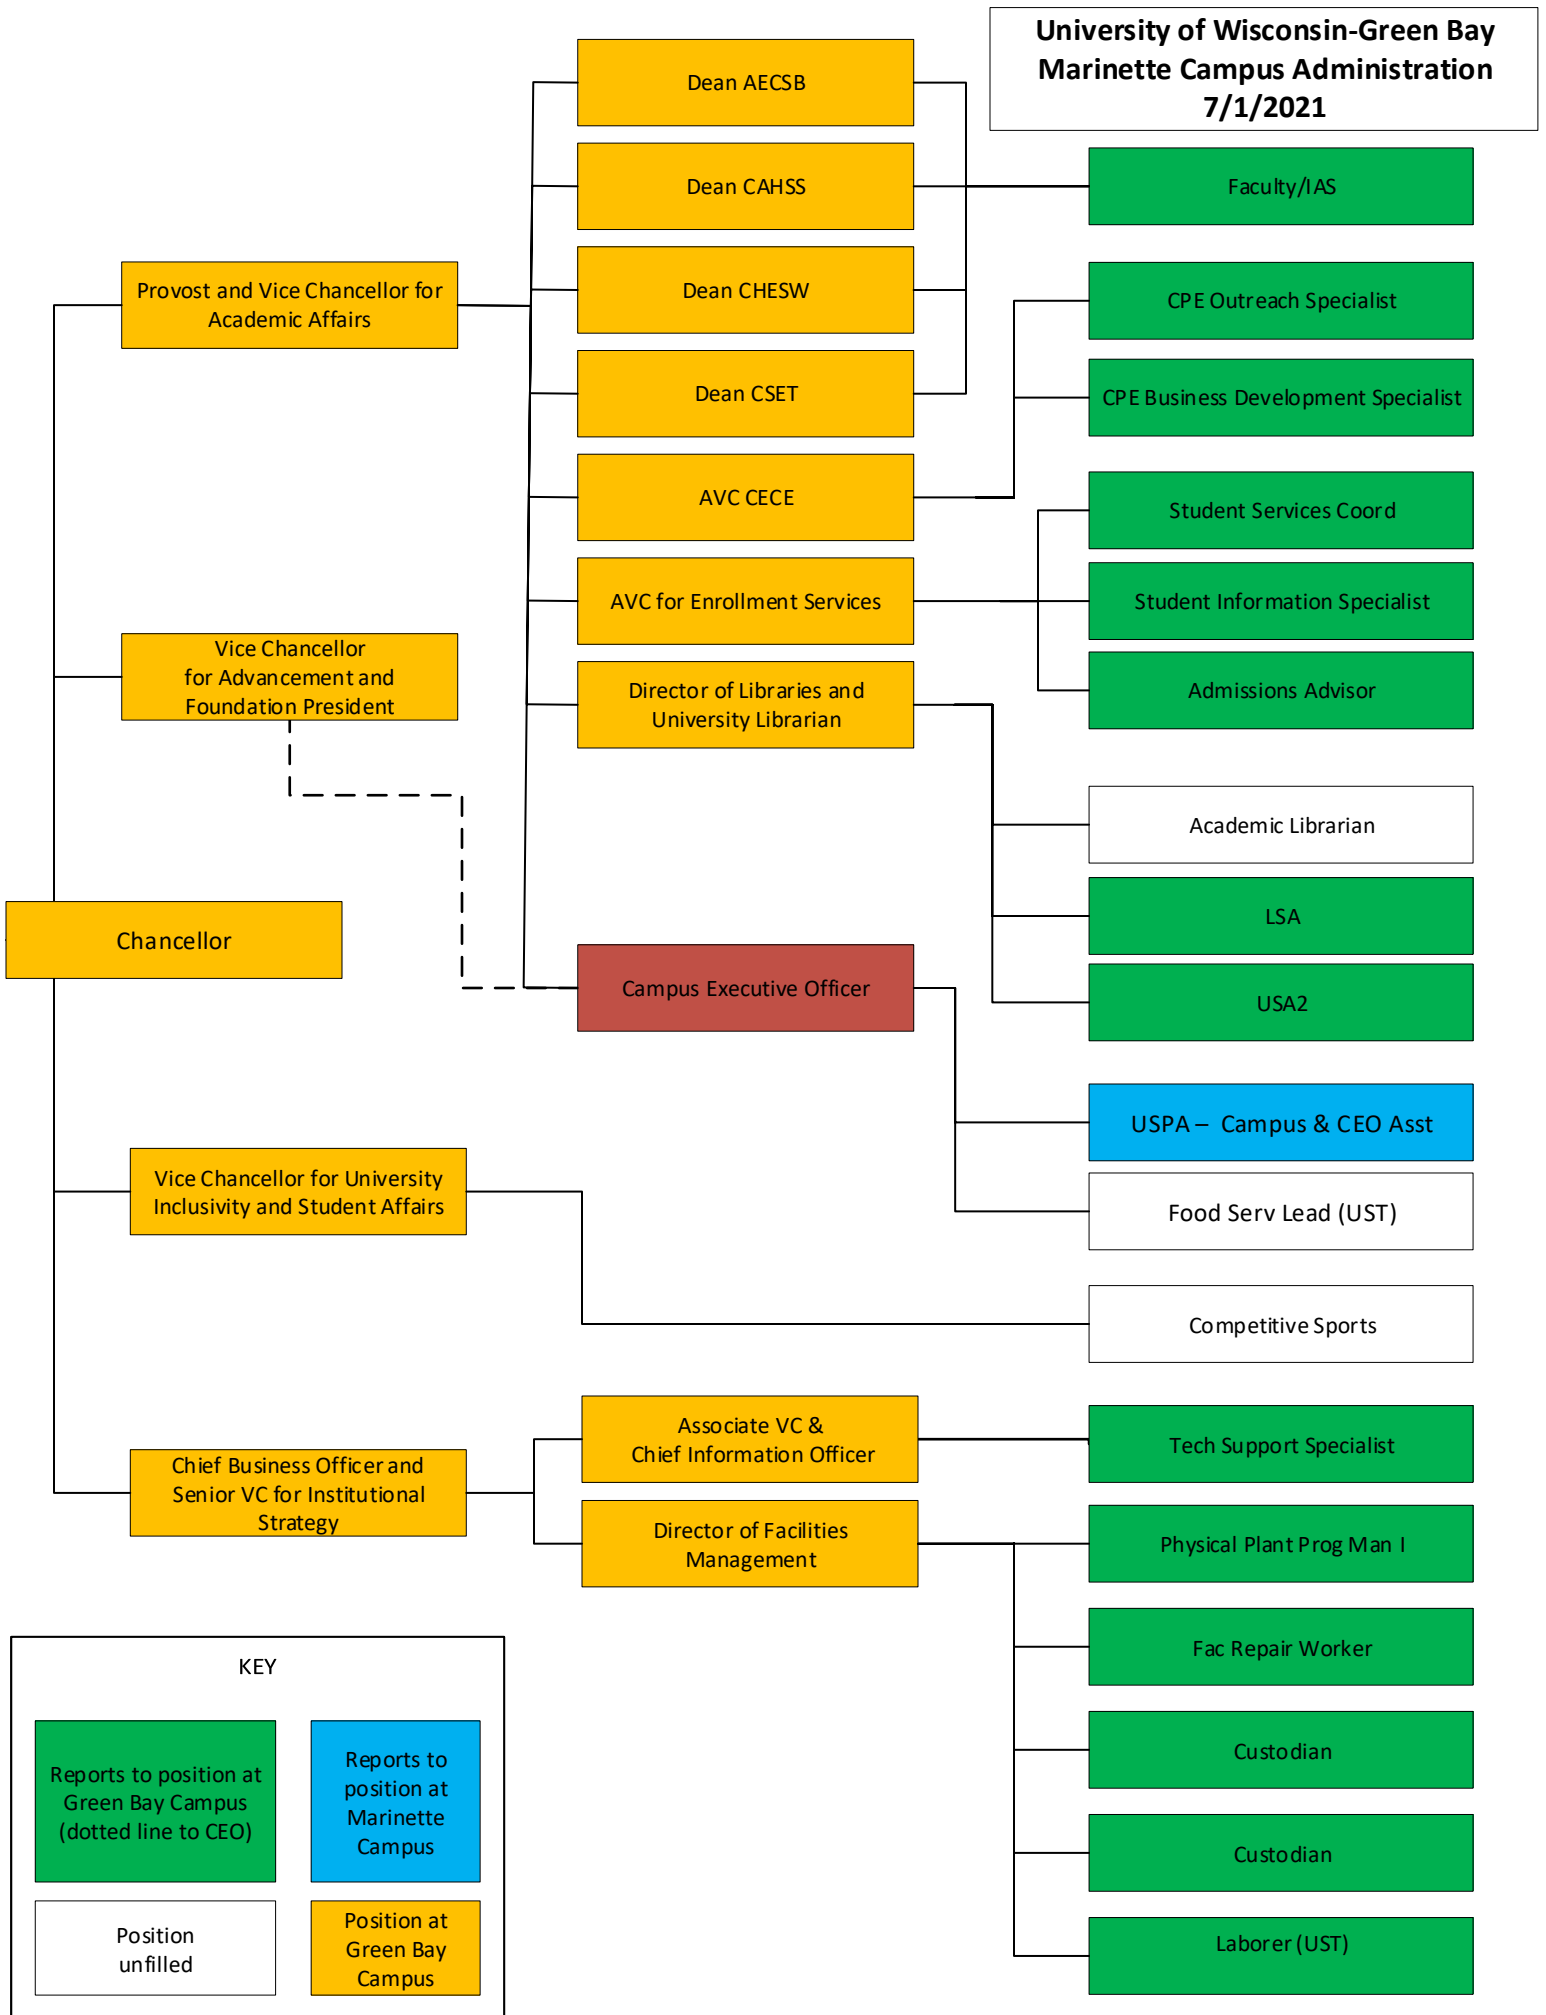 University of Wisconsin-Green Bay
Marinette Campus Administration
7/1/2021
Dean AECSB
Dean CAHSS
Faculty/IAS
Provost and Vice Chancellor for
Academic Affairs
Dean CHESW
CPE Outreach Specialist
Dean CSET
CPE Business Development Specialist
AVC CECE
Student Services Coord
AVC for Enrollment Services
Student Information Specialist
Vice Chancellor
for Advancement and
Foundation President
Director of Libraries and
University Librarian
Admissions Advisor
Academic Librarian
LSA
Chancellor
Campus Executive Officer
USA2
USPA – Campus & CEO Asst
Vice Chancellor for University
Inclusivity and Student Affairs
Food Serv Lead (UST)
Competitive Sports
Associate VC &
Chief Information Officer
Tech Support Specialist
Chief Business Officer and
Senior VC for Institutional
Strategy
Director of Facilities
Management
Physical Plant Prog Man I
Fac Repair Worker
Custodian
Custodian
Laborer (UST)
KEY
Reports to position at
Green Bay Campus
(dotted line to CEO)
Reports to
position at
Marinette
Campus
Position
unfilled
Position at
Green Bay
Campus